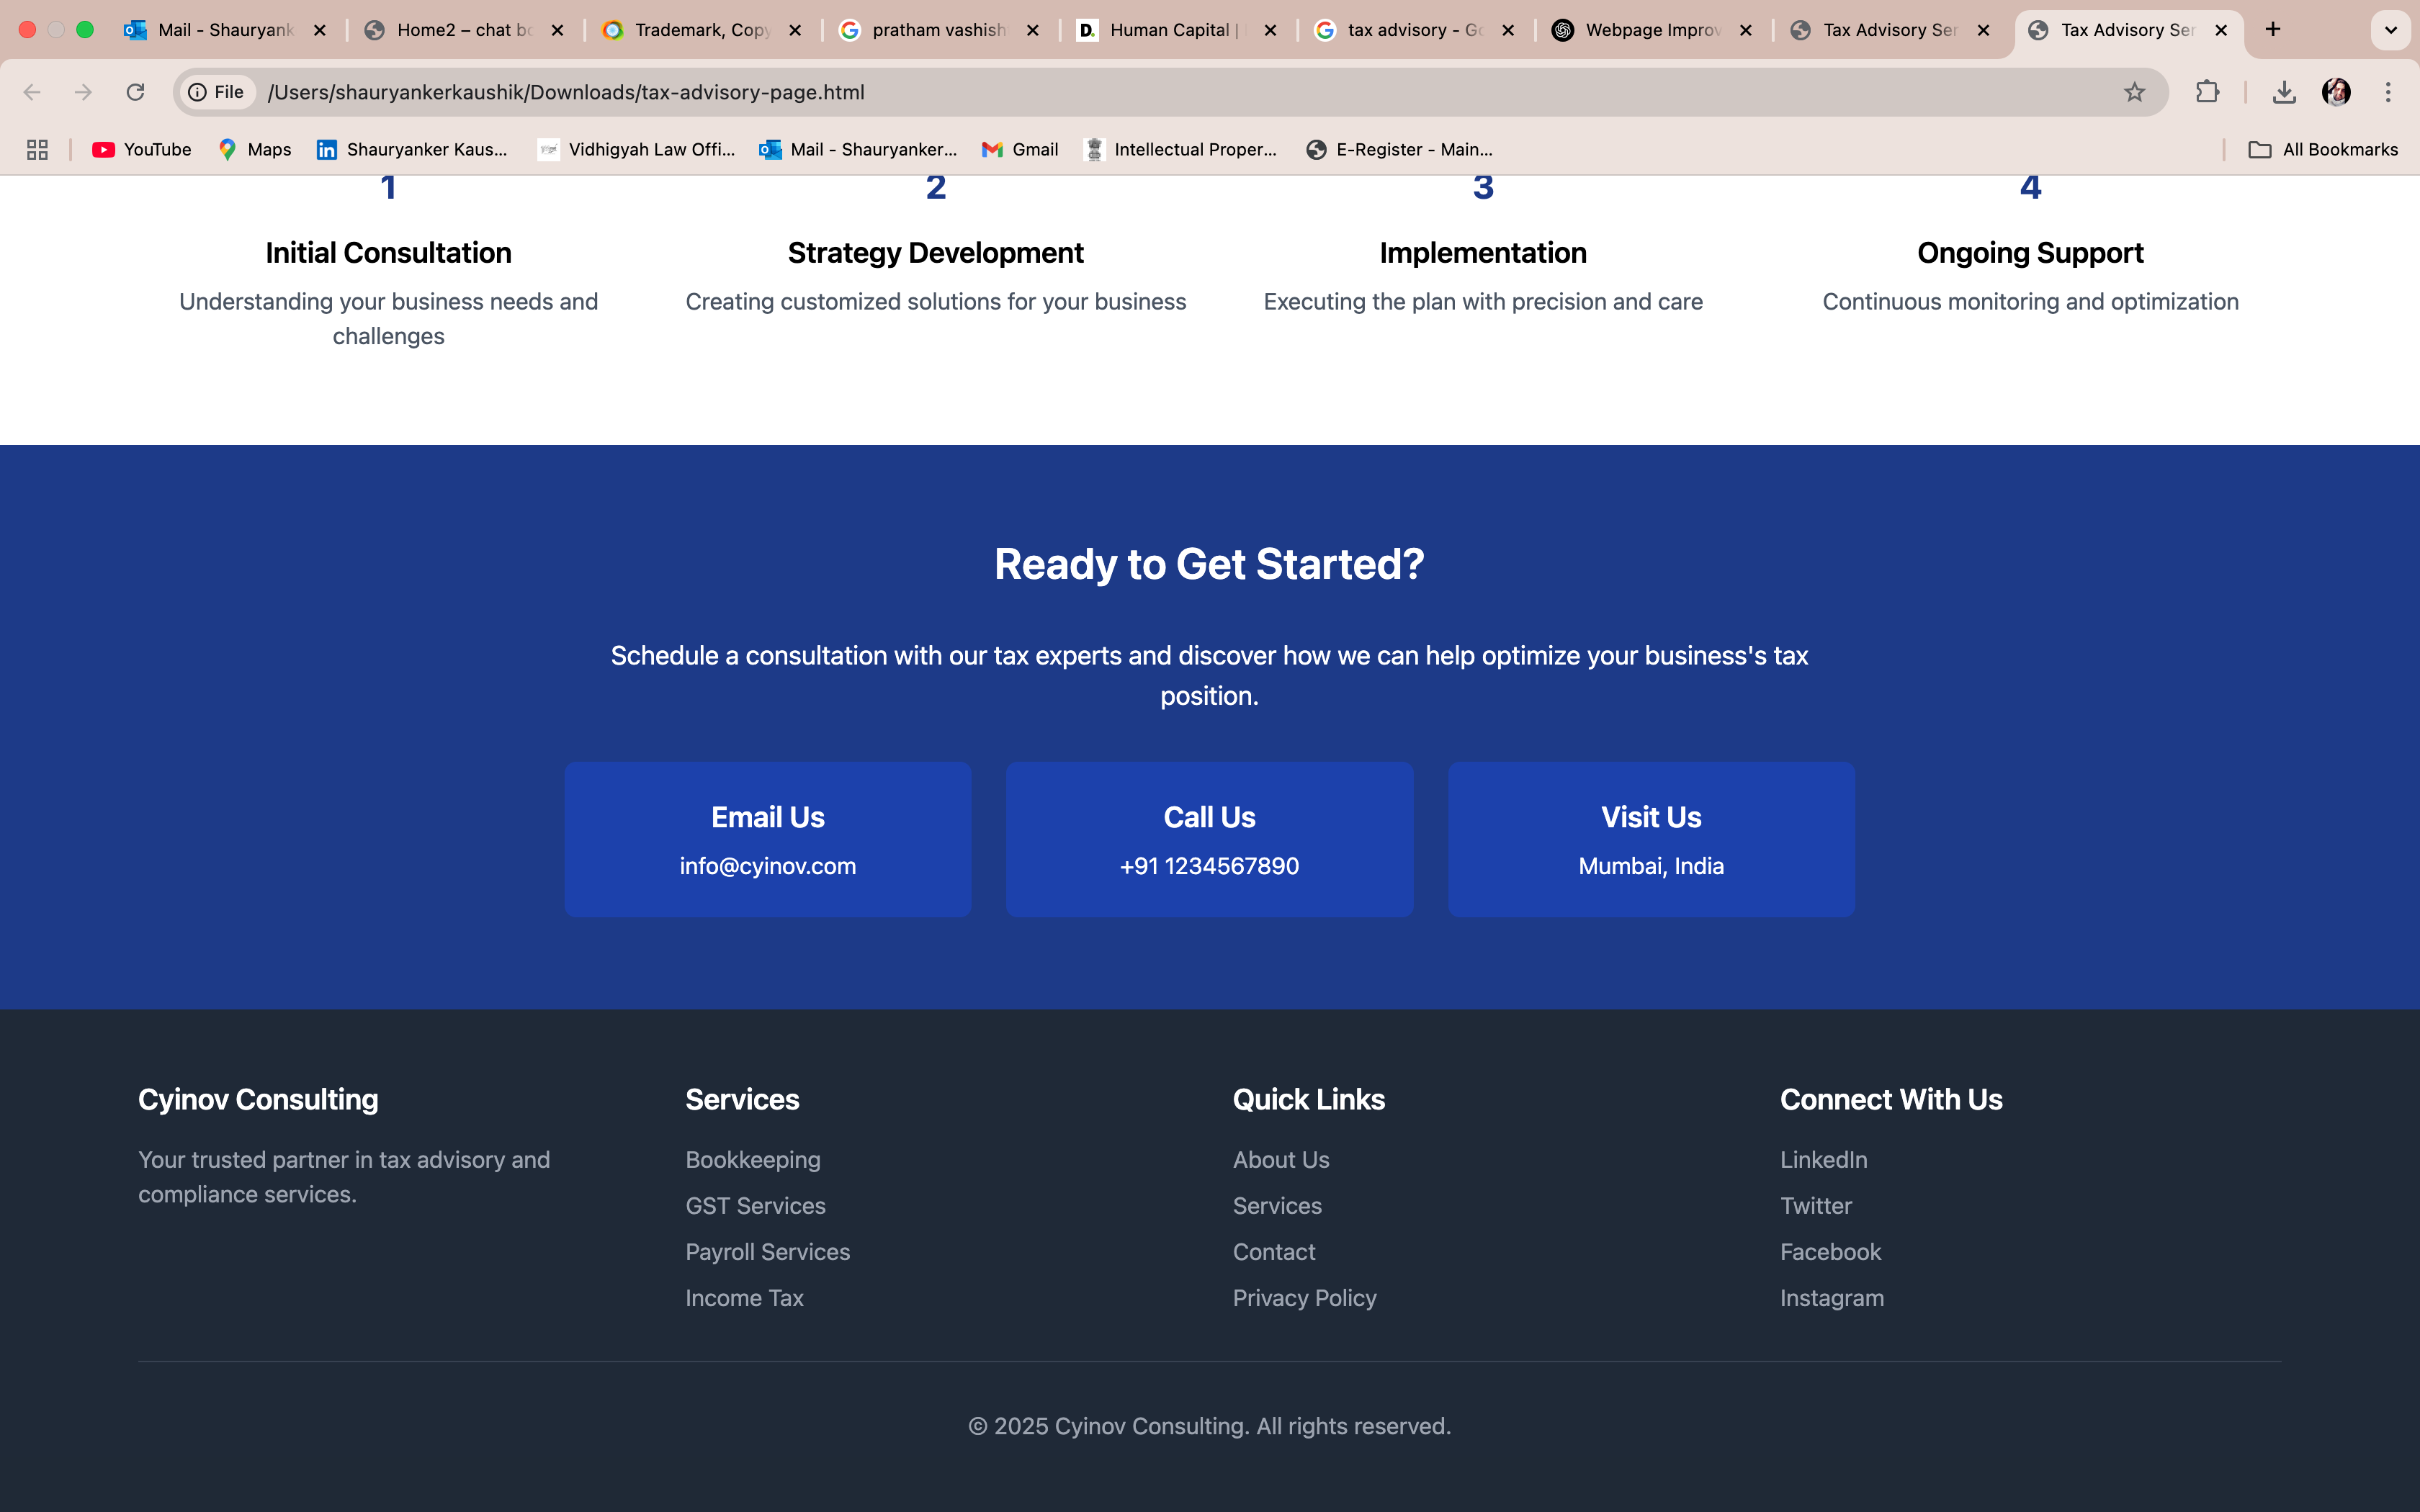 Mail - Shauryank
Home2 – chat bo
Trademark, Copy
pratham vashish
Human Capital |
tax advisory - Go
Webpage Improv
Tax Advisory Ser
Tax Advisory Ser
File
/Users/shauryankerkaushik/Downloads/tax-advisory-page.html
YouTube
Maps
Shauryanker Kaus...
Vidhigyah Law Offi...
Mail - Shauryanker...
Gmail
Intellectual Proper...
E-Register - Main...
All Bookmarks
1
2
3
4
Initial Consultation
Understanding your business needs and
challenges
Strategy Development
Creating customized solutions for your business
Implementation
Executing the plan with precision and care
Ongoing Support
Continuous monitoring and optimization
Ready to Get Started?
Schedule a consultation with our tax experts and discover how we can help optimize your business's tax
position.
Email Us
info@cyinov.com
Call Us
+91 1234567890
Visit Us
Mumbai, India
Cyinov Consulting
Your trusted partner in tax advisory and
compliance services.
Services
Bookkeeping
GST Services
Payroll Services
Income Tax
Quick Links
About Us
Services
Contact
Privacy Policy
Connect With Us
LinkedIn
Twitter
Facebook
Instagram
© 2025 Cyinov Consulting. All rights reserved.